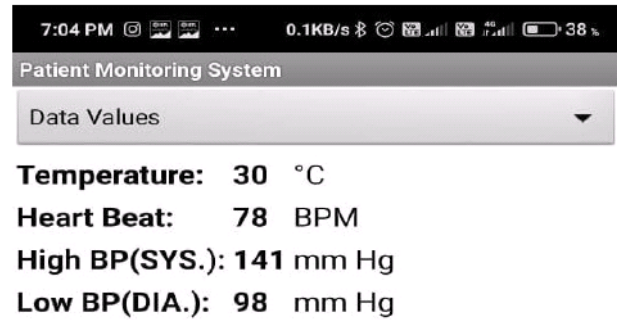 7:04 PM ... 0.1KB/s 4G 38 %
Patient Monitoring System
Data Values
Temperature: 30 °C
Heart Beat: 78 BPM
High BP(SYS.): 141 mm Hg
Low BP(DIA.): 98 mm Hg